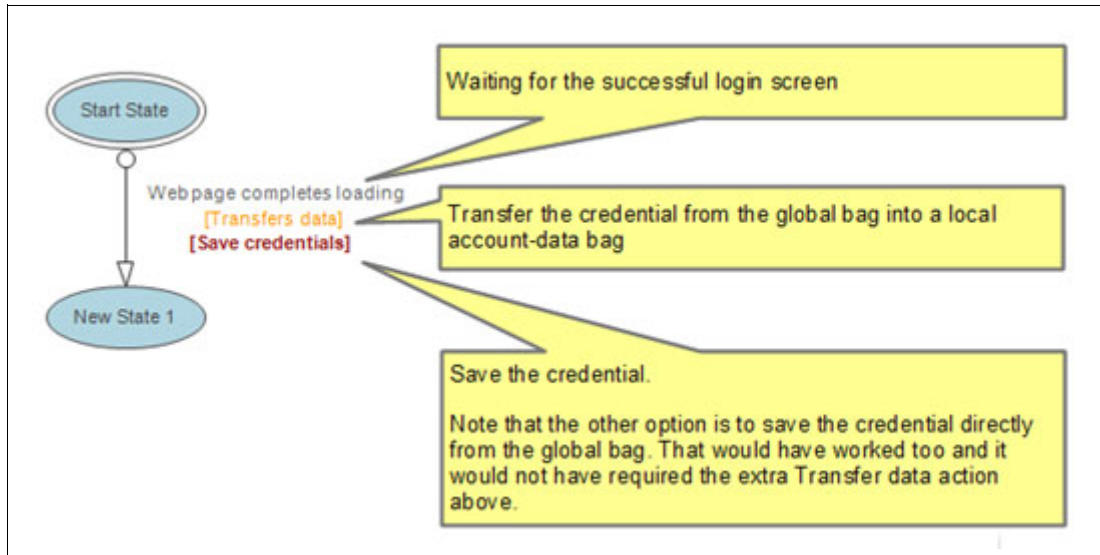 Start State
Waiting for the successful login screen
Web page completes loading
[Transfers data]
[Save credentials]
Transfer the credential from the global bag into a local
account-data bag
New State 1
Save the credential.
Note that the other option is to save the credential directly
from the global bag. That would have worked too and it
would not have required the extra Transfer data action
above.